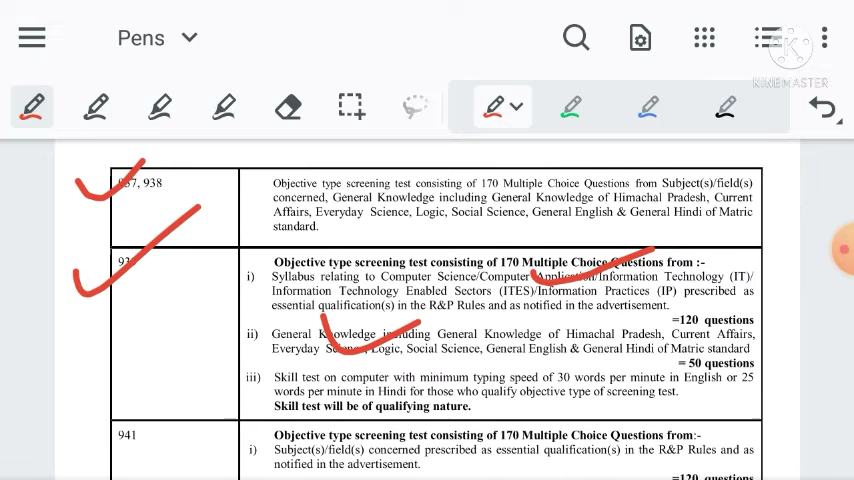 Pens
KINEMASTER
937, 938
Objective type screening test consisting of 170 Multiple Choice Questions from Subject(s)/field(s)
concerned, General Knowledge including General Knowledge of Himachal Pradesh, Current
Affairs, Everyday Science, Logic, Social Science, General English & General Hindi of Matric
standard.
Objective type screening test consisting of 170 Multiple Choice Questions from :-
i) Syllabus relating to Computer Science/Computer Application/Information Technology (IT)/
Information Technology Enabled Sectors (ITES)/Information Practices (IP) prescribed as
essential qualification(s) in the R&P Rules and as notified in the advertisement.
=120 questions
ii) General Knowledge including General Knowledge of Himachal Pradesh, Current Affairs,
Everyday Science, Logic, Social Science, General English & General Hindi of Matric standard
= 50 questions
iii) Skill test on computer with minimum typing speed of 30 words per minute in English or 25
words per minute in Hindi for those who qualify objective type of screening test.
Skill test will be of qualifying nature.
941
Objective type screening test consisting of 170 Multiple Choice Questions from:-
i) Subject(s)/field(s) concerned prescribed as essential qualification(s) in the R&P Rules and as
notified in the advertisement.
=120 questions